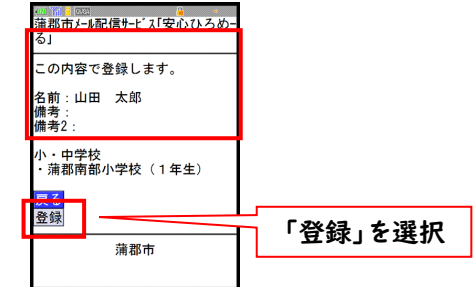 蒲郡市ﾒｰﾙ配信ｻｰﾋﾞｽ｢安心ひろめｰ
る｣
この内容で登録します。
名前：山田　太郎
備考：
備考2：
小・中学校
・蒲郡南部小学校（１年生）
戻る
登録
「登録」を選択
蒲郡市